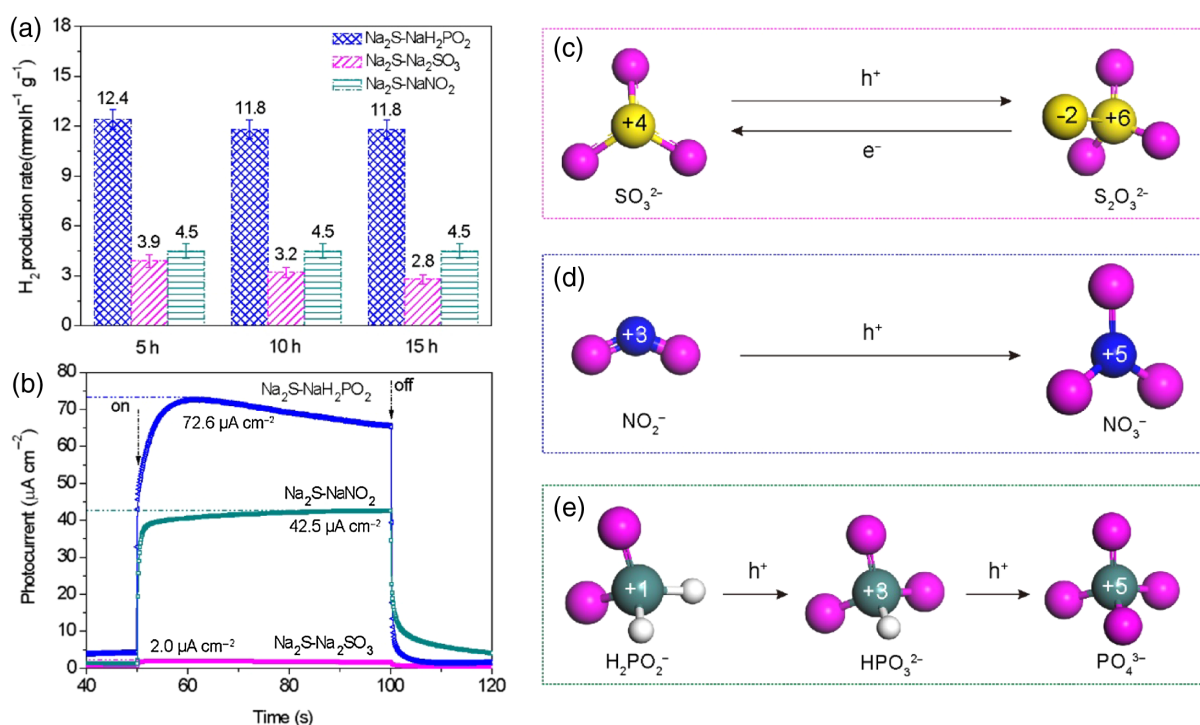 (a)
H₂ production rate(mmol h⁻¹ g⁻¹)
18
15
12
9
6
3
0
Na₂S-NaH₂PO₂
Na₂S-Na₂SO₃
Na₂S-NaNO₂
12.4
3.9
4.5
11.8
3.2
4.5
11.8
2.8
4.5
5 h
10 h
15 h
(b)
Photocurrent (μA cm⁻²)
80
70
60
50
40
30
20
10
0
on
Na₂S-NaH₂PO₂
off
72.6 μA cm⁻²
Na₂S-NaNO₂
42.5 μA cm⁻²
2.0 μA cm⁻²
Na₂S-Na₂SO₃
40
60
80
100
120
Time (s)
(c)
+4
h⁺
e⁻
-2
+6
SO₃²⁻
S₂O₃²⁻
(d)
+3
h⁺
+5
NO₂⁻
NO₃⁻
(e)
+1
h⁺
+3
h⁺
+5
H₂PO₂⁻
HPO₃²⁻
PO₄³⁻